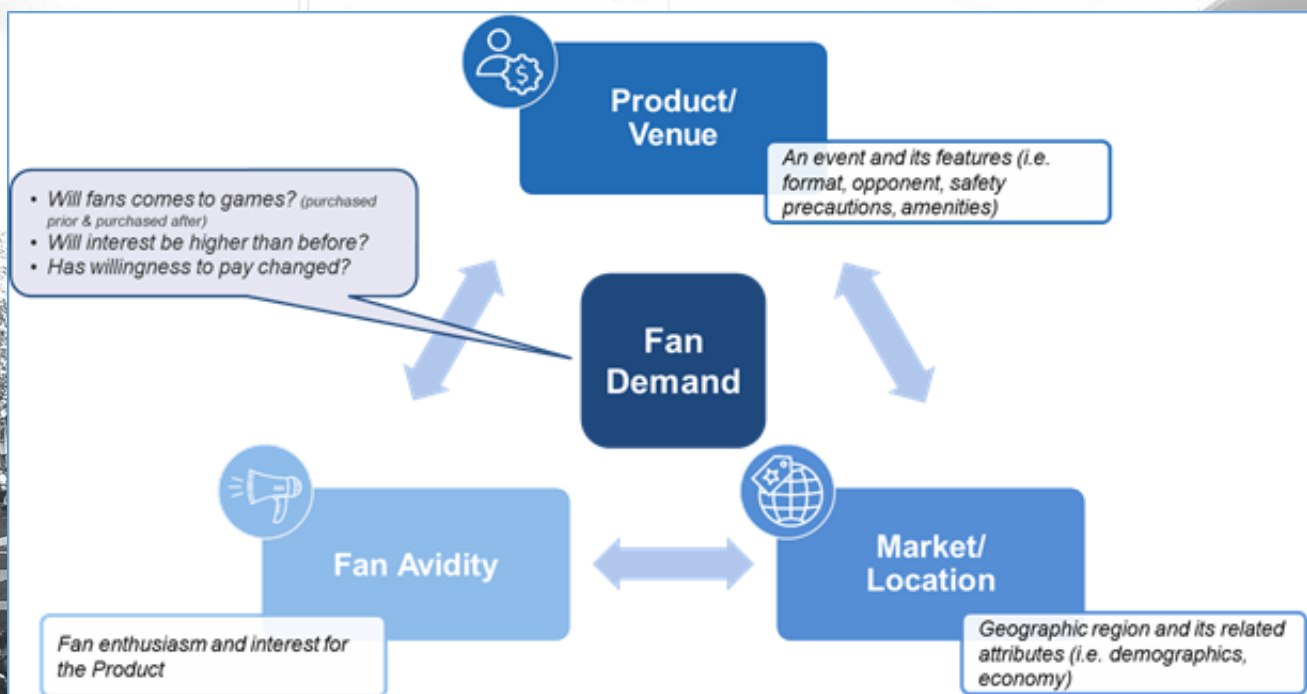 Product/
Venue
An event and its features (i.e.
format, opponent, safety
precautions, amenities)
• Will fans comes to games? (purchased
prior & purchased after)
• Will interest be higher than before?
• Has willingness to pay changed?
$
Fan
Demand
Fan Avidity
Fan enthusiasm and interest for
the Product
Market/
Location
Geographic region and its related
attributes (i.e. demographics,
economy)